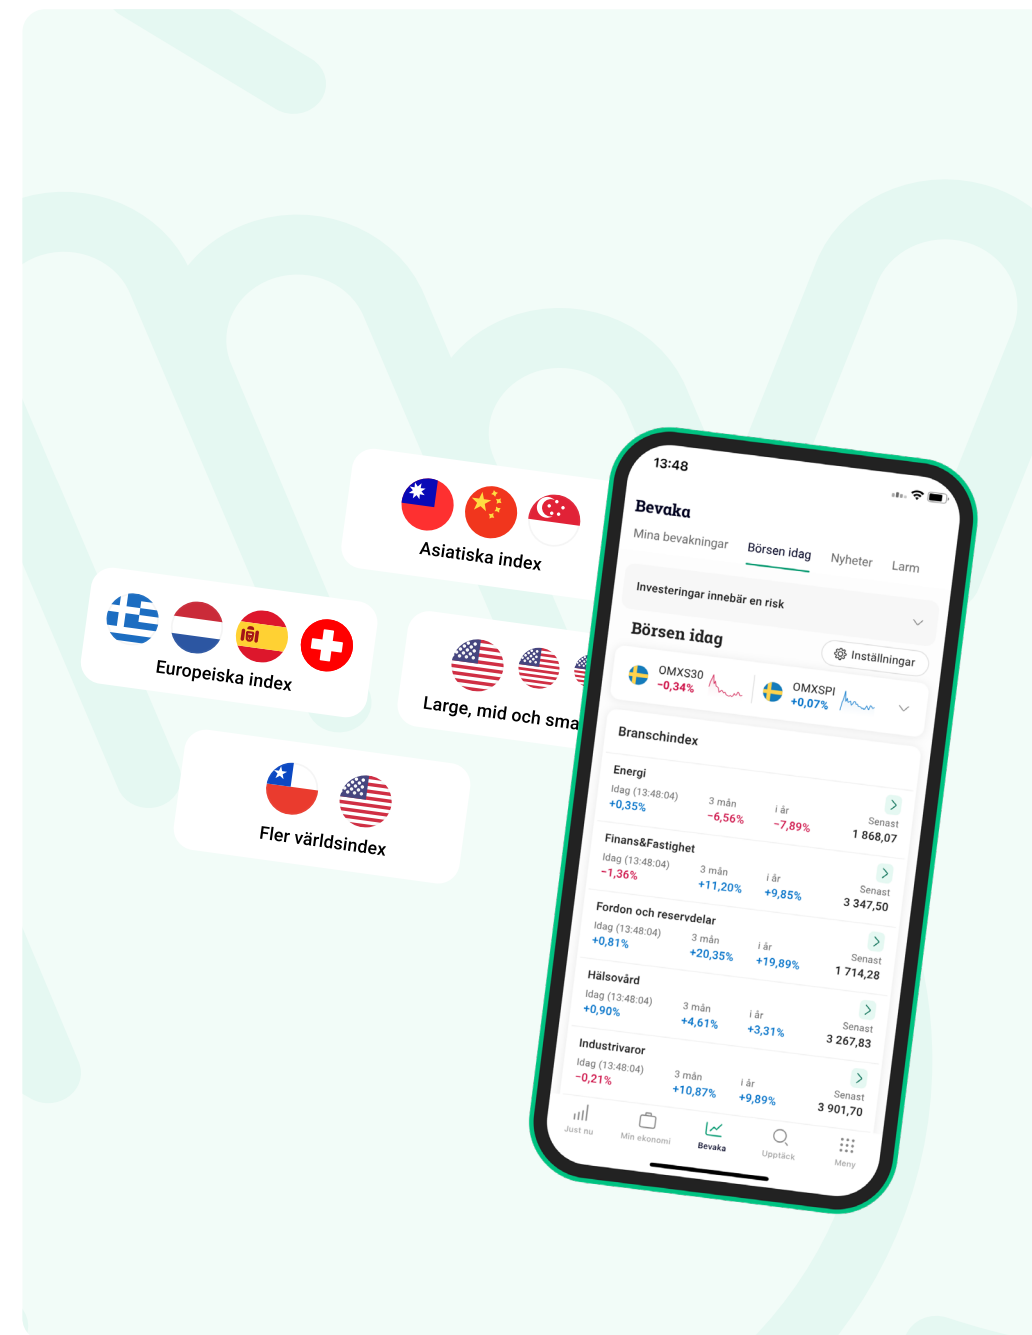 Asiatiska index
Europeiska index
Large, mid och sma
Fler världsindex
13:48
Bevaka
Mina bevakningar Börsen idag Nyheter Larm
Investeringar innebär en risk
Börsen idag
Inställningar
OMXS30
−0,34%
OMXSPI
+0,07%
Branschindex
Energi
Idag (13:48:04) 3 mån i år Senast
+0,35% −6,56% −7,89% 1 868,07
Finans&Fastighet
Idag (13:48:04) 3 mån i år Senast
−1,36% +11,20% +9,85% 3 347,50
Fordon och reservdelar
Idag (13:48:04) 3 mån i år Senast
+0,81% +20,35% +19,89% 1 714,28
Hälsovård
Idag (13:48:04) 3 mån i år Senast
+0,90% +4,61% +3,31% 3 267,83
Industrivaror
Idag (13:48:04) 3 mån i år Senast
−0,21% +10,87% +9,89% 3 901,70
Just nu Min ekonomi Bevaka Upptäck Meny